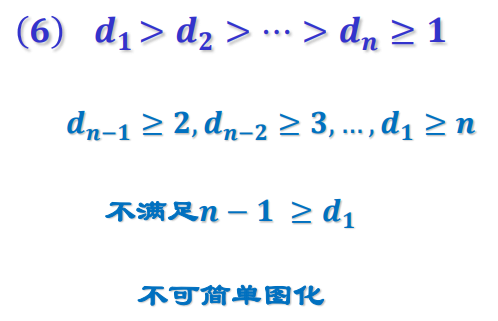 (6) d₁ > d₂ > ⋯ > dₙ ≥ 1
dₙ₋₁ ≥ 2, dₙ₋₂ ≥ 3, … , d₁ ≥ n
不满足n − 1 ≥ d₁
不可简单图化